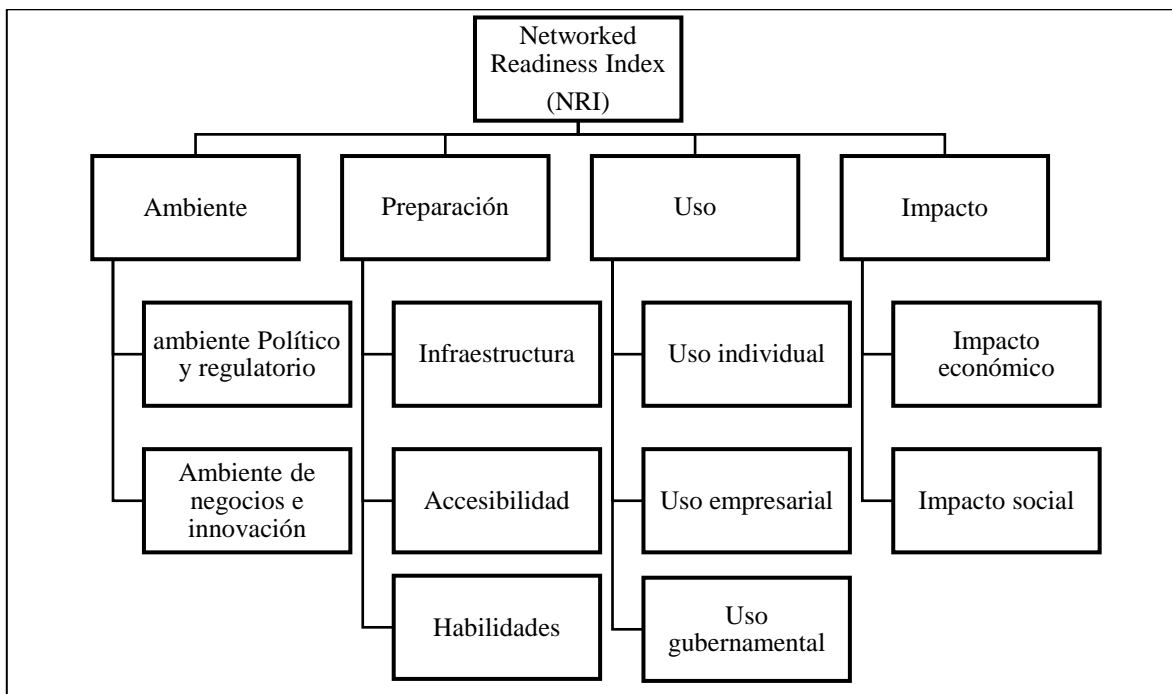 Networked
Readiness Index
(NRI)
Ambiente
Preparación
Uso
Impacto
ambiente Político
y regulatorio
Infraestructura
Uso individual
Impacto
económico
Ambiente de
negocios e
innovación
Accesibilidad
Uso empresarial
Impacto social
Habilidades
Uso
gubernamental